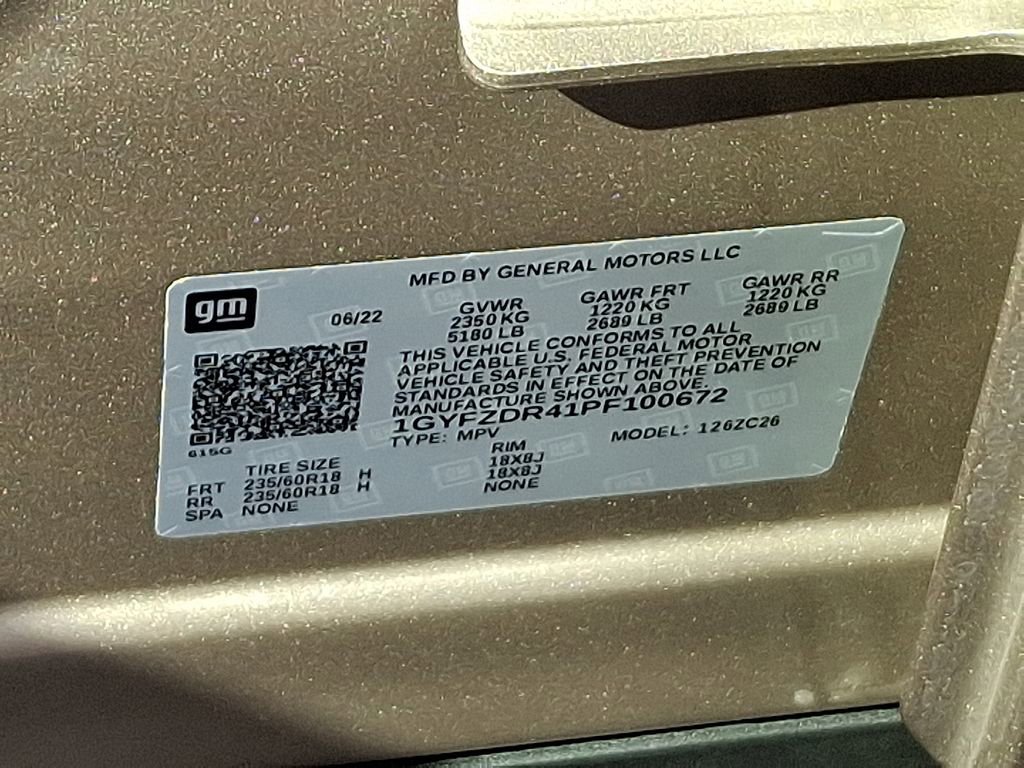 MFD BY GENERAL MOTORS LLC
gm
06/22
GVWR GAWR FRT GAWR RR
2350 KG 1220 KG 1220 KG
5180 LB 2689 LB 2689 LB
THIS VEHICLE CONFORMS TO ALL
APPLICABLE U.S. FEDERAL MOTOR
VEHICLE SAFETY AND THEFT PREVENTION
STANDARDS IN EFFECT ON THE DATE OF
MANUFACTURE SHOWN ABOVE.
1GYFZDR41PF100672
TYPE: MPV MODEL: 126ZC26
615G
TIRE SIZE RIM
FRT 235/60R18 H 18X8J
RR 235/60R18 H 18X8J
SPA NONE NONE